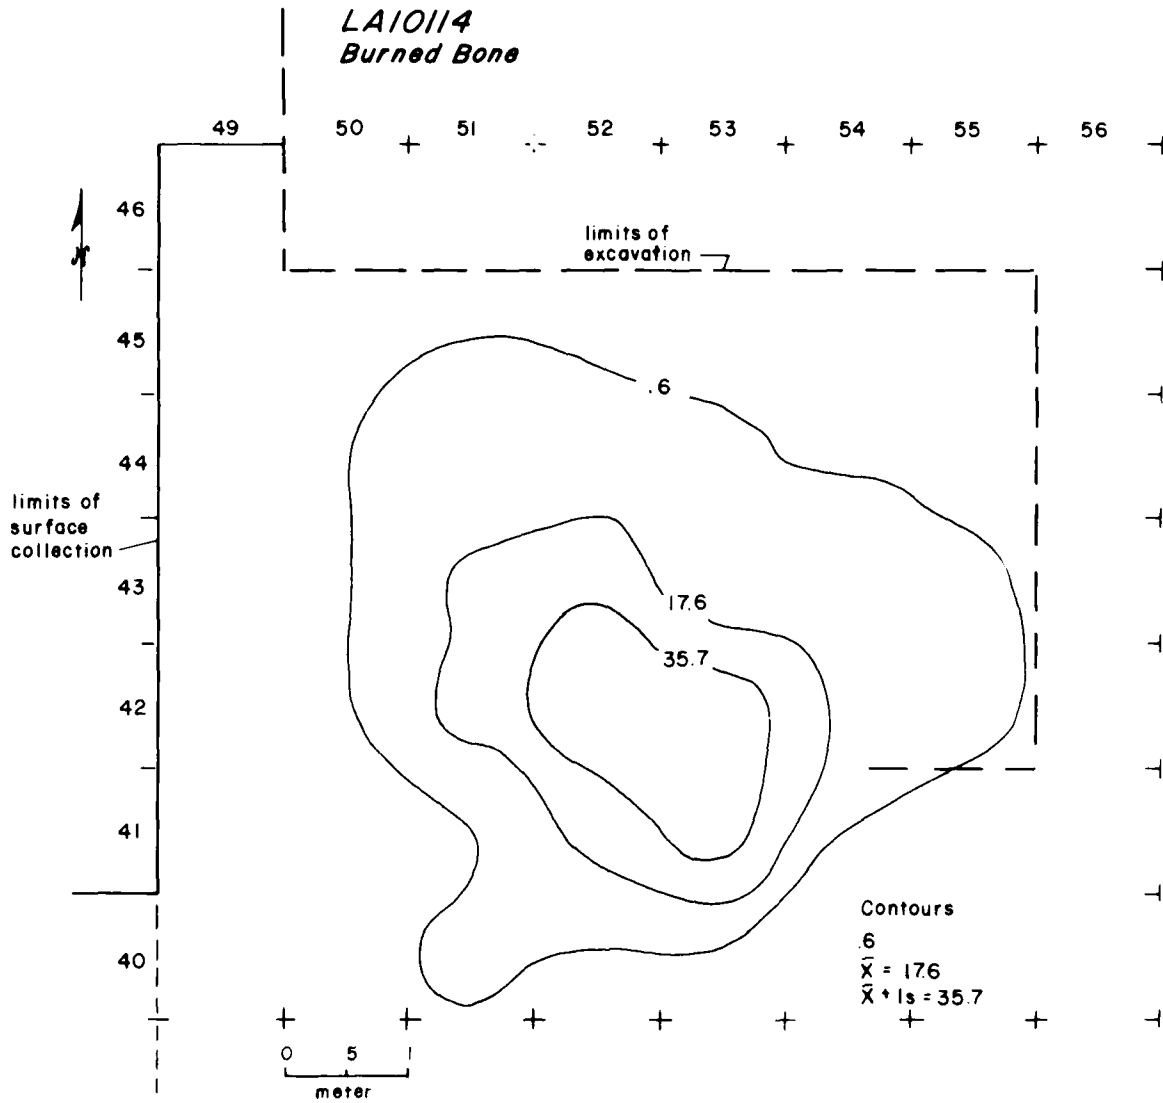 LA10114
Burned Bone
49 50 51 52 53 54 55 56
46
N
limits of
excavation
45
.6
44
limits of
surface
collection
43
17.6
35.7
42
41
Contours
.6
x̄ = 17.6
x̄ + 1s = 35.7
40
0 5 1
meter